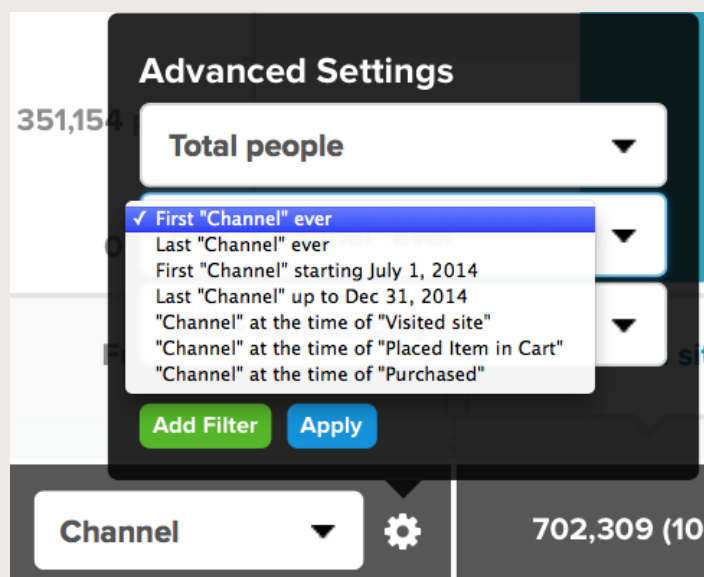 Advanced Settings
351,154
Total people
✓ First "Channel" ever
Last "Channel" ever
First "Channel" starting July 1, 2014
Last "Channel" up to Dec 31, 2014
"Channel" at the time of "Visited site"
"Channel" at the time of "Placed Item in Cart"
"Channel" at the time of "Purchased"
Add Filter Apply
Channel
702,309 (10